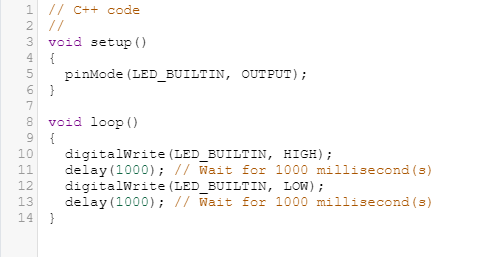 1 // C++ code
2 //
3 void setup()
4 {
5   pinMode(LED_BUILTIN, OUTPUT);
6 }
7
8 void loop()
9 {
10   digitalWrite(LED_BUILTIN, HIGH);
11   delay(1000); // Wait for 1000 millisecond(s)
12   digitalWrite(LED_BUILTIN, LOW);
13   delay(1000); // Wait for 1000 millisecond(s)
14 }